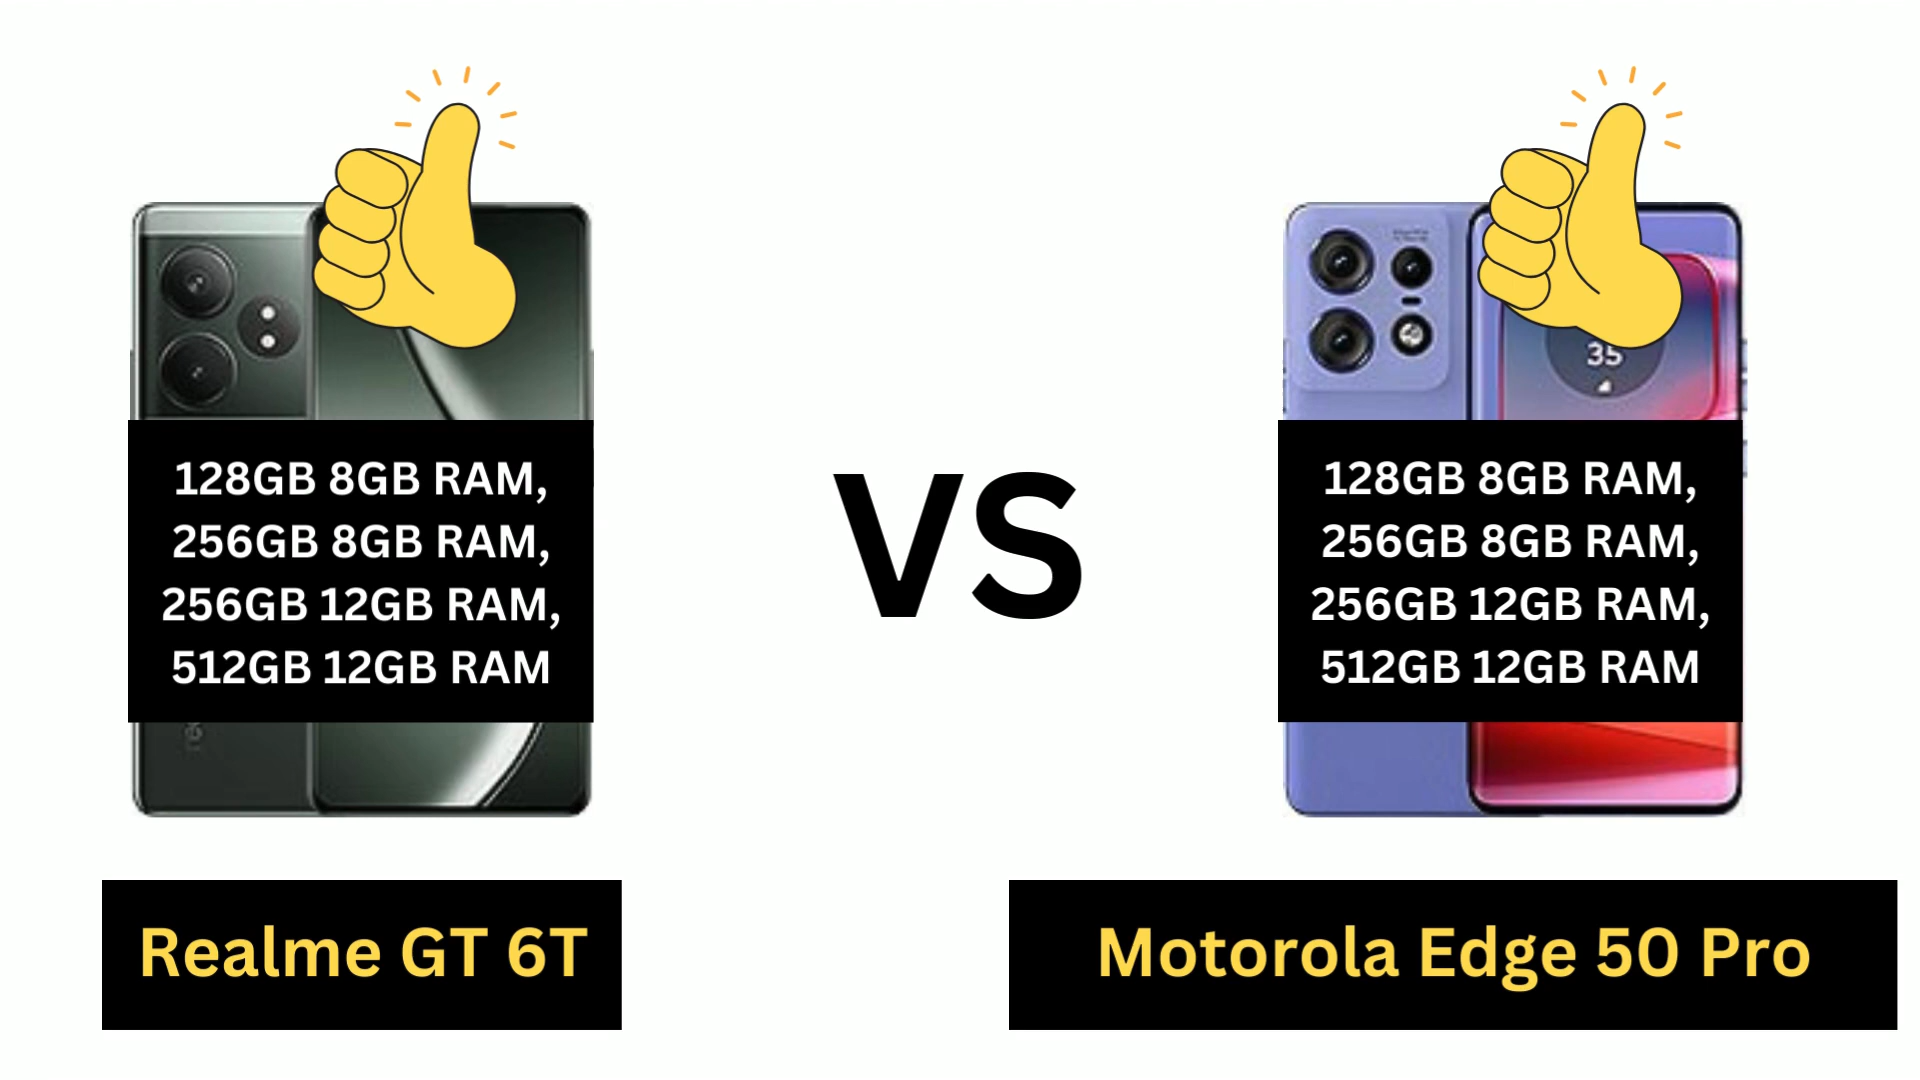 128GB 8GB RAM,
256GB 8GB RAM,
256GB 12GB RAM,
512GB 12GB RAM
VS
35
128GB 8GB RAM,
256GB 8GB RAM,
256GB 12GB RAM,
512GB 12GB RAM
Realme GT 6T
Motorola Edge 50 Pro